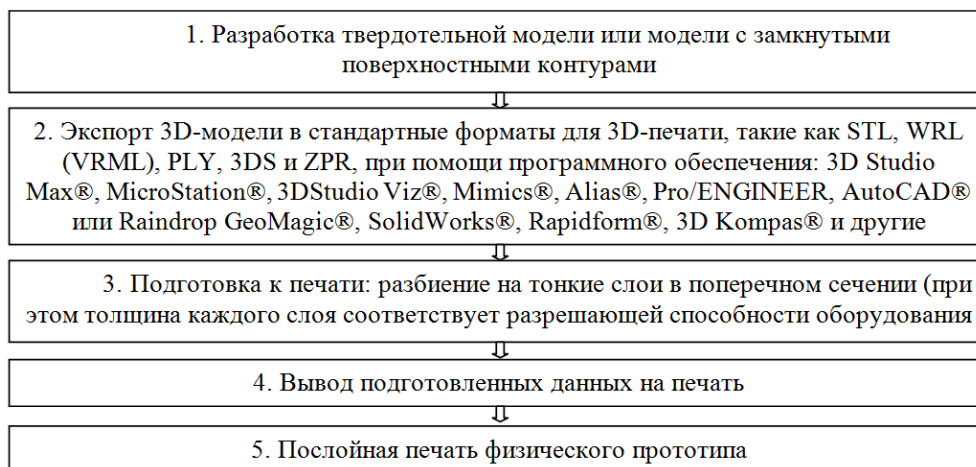 1. Разработка твердотельной модели или модели с замкнутыми
поверхностными контурами
2. Экспорт 3D-модели в стандартные форматы для 3D-печати, такие как STL, WRL
(VRML), PLY, 3DS и ZPR, при помощи программного обеспечения: 3D Studio
Max®, MicroStation®, 3DStudio Viz®, Mimics®, Alias®, Pro/ENGINEER, AutoCAD®
или Raindrop GeoMagic®, SolidWorks®, Rapidform®, 3D Kompas® и другие
3. Подготовка к печати: разбиение на тонкие слои в поперечном сечении (при
этом толщина каждого слоя соответствует разрешающей способности оборудования
4. Вывод подготовленных данных на печать
5. Послойная печать физического прототипа